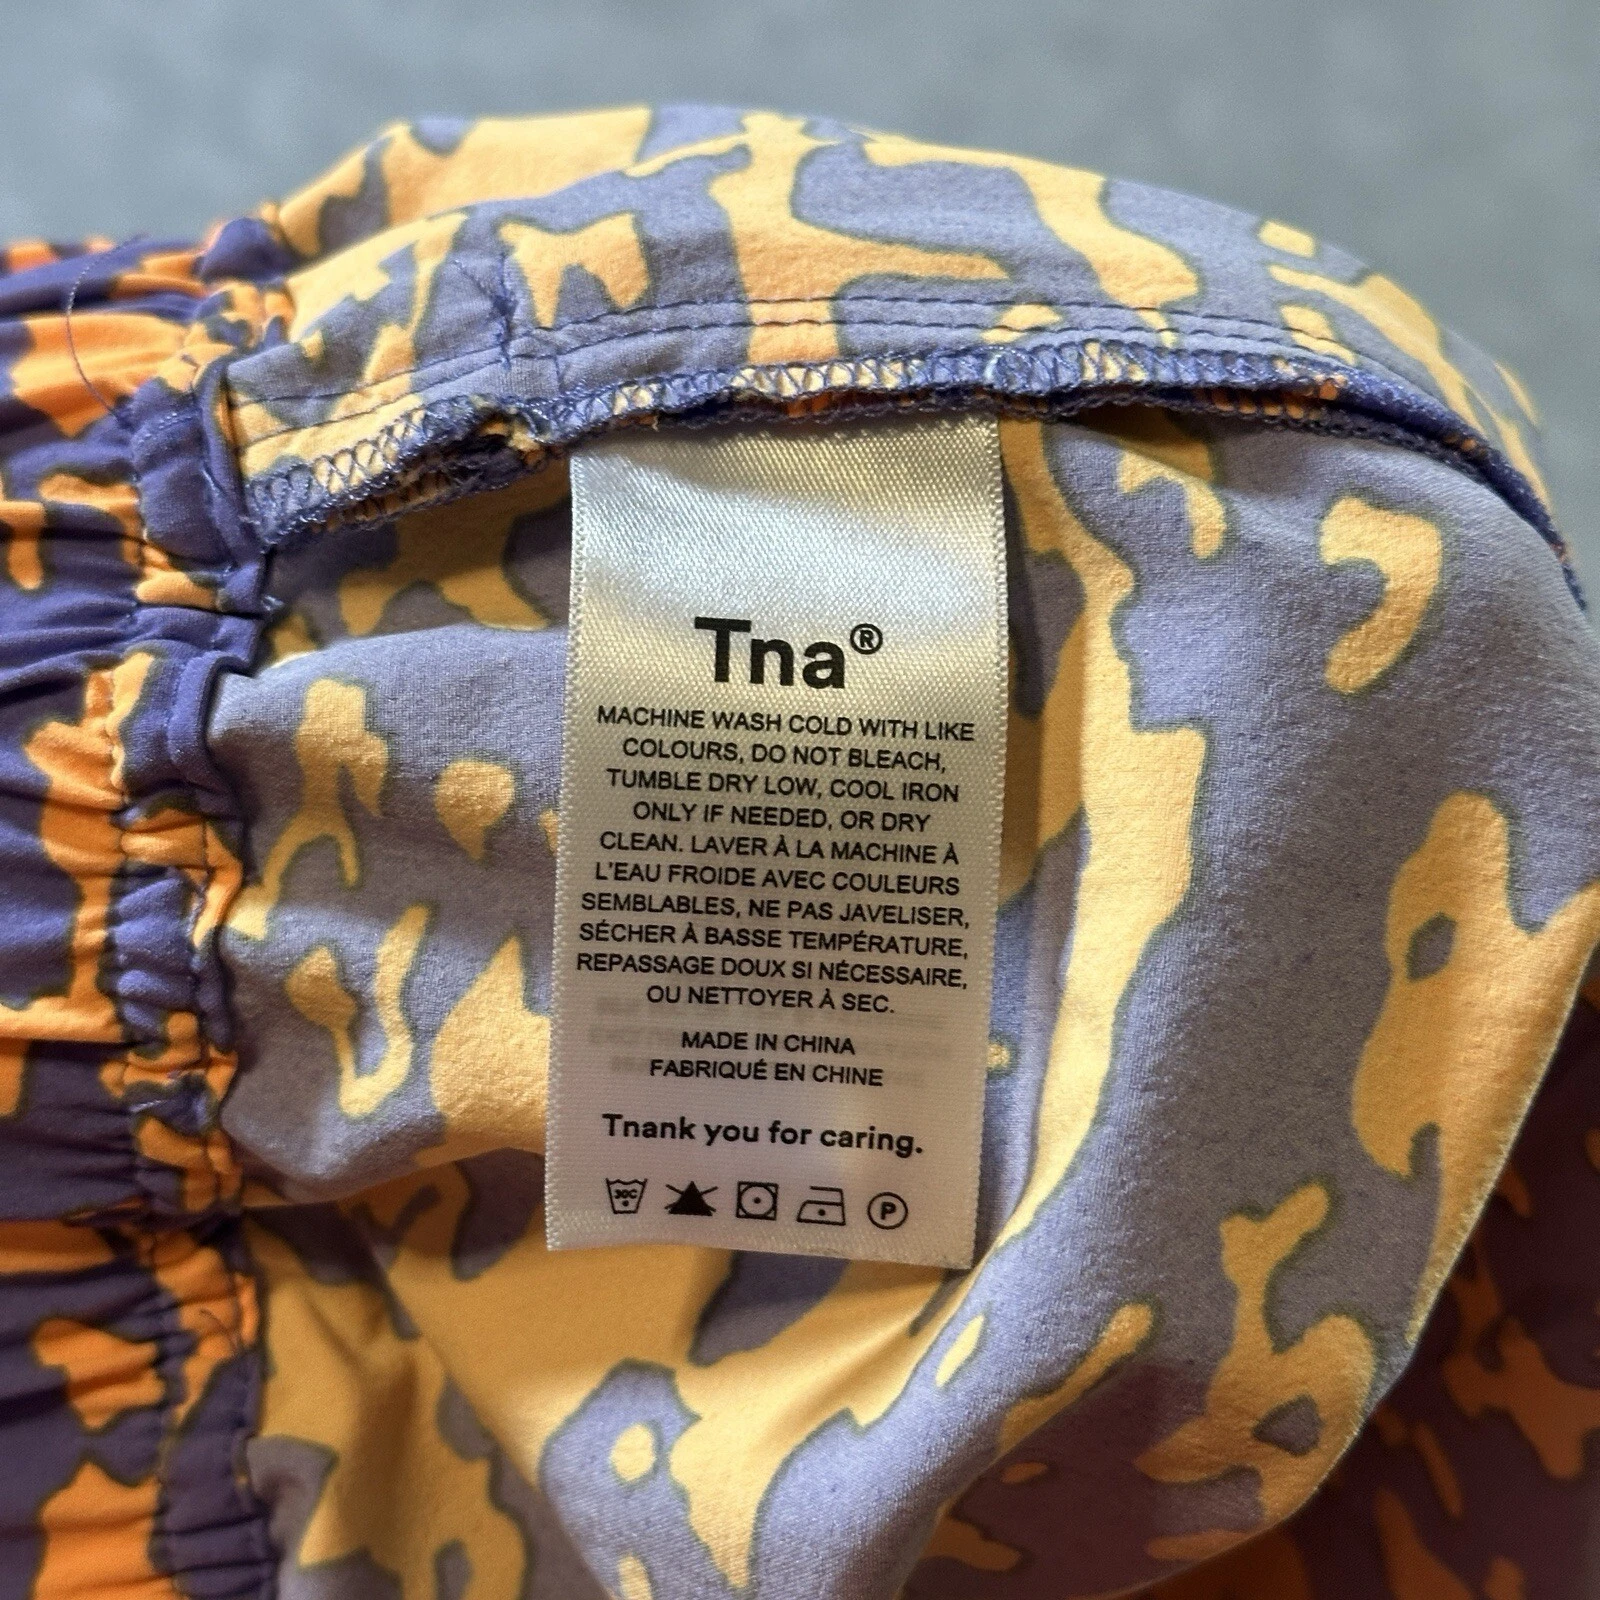 Tna®
MACHINE WASH COLD WITH LIKE
COLOURS, DO NOT BLEACH,
TUMBLE DRY LOW, COOL IRON
ONLY IF NEEDED, OR DRY
CLEAN. LAVER À LA MACHINE À
L'EAU FROIDE AVEC COULEURS
SEMBLABLES, NE PAS JAVELISER,
SÉCHER À BASSE TEMPÉRATURE,
REPASSAGE DOUX SI NÉCESSAIRE,
OU NETTOYER À SEC.
MADE IN CHINA
FABRIQUÉ EN CHINE
Tnank you for caring.
30C P